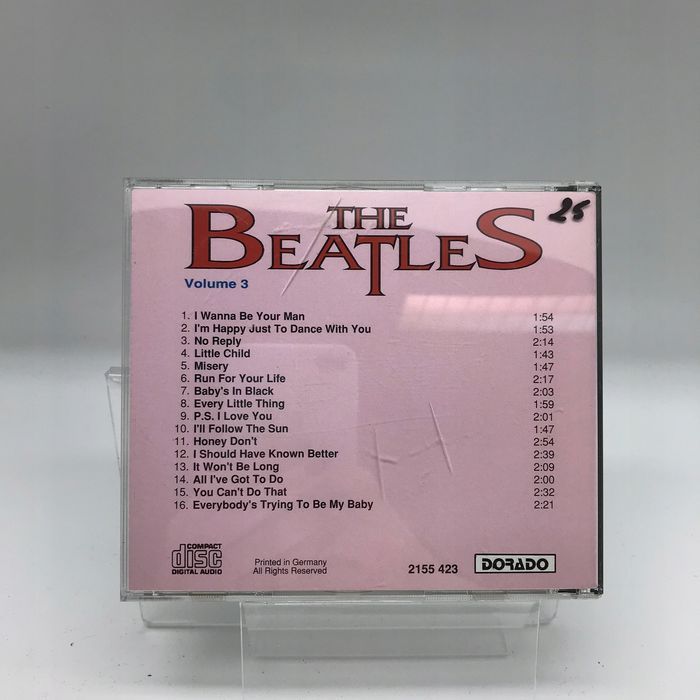 THE
BEATLES
25
Volume 3
1. I Wanna Be Your Man 1:54
2. I'm Happy Just To Dance With You 1:53
3. No Reply 2:14
4. Little Child 1:43
5. Misery 1:47
6. Run For Your Life 2:17
7. Baby's In Black 2:03
8. Every Little Thing 1:59
9. P.S. I Love You 2:01
10. I'll Follow The Sun 1:47
11. Honey Don't 2:54
12. I Should Have Known Better 2:39
13. It Won't Be Long 2:09
14. All I've Got To Do 2:00
15. You Can't Do That 2:32
16. Everybody's Trying To Be My Baby 2:21
COMPACT
disc
DIGITAL AUDIO
Printed in Germany
All Rights Reserved
2155 423
DORADO